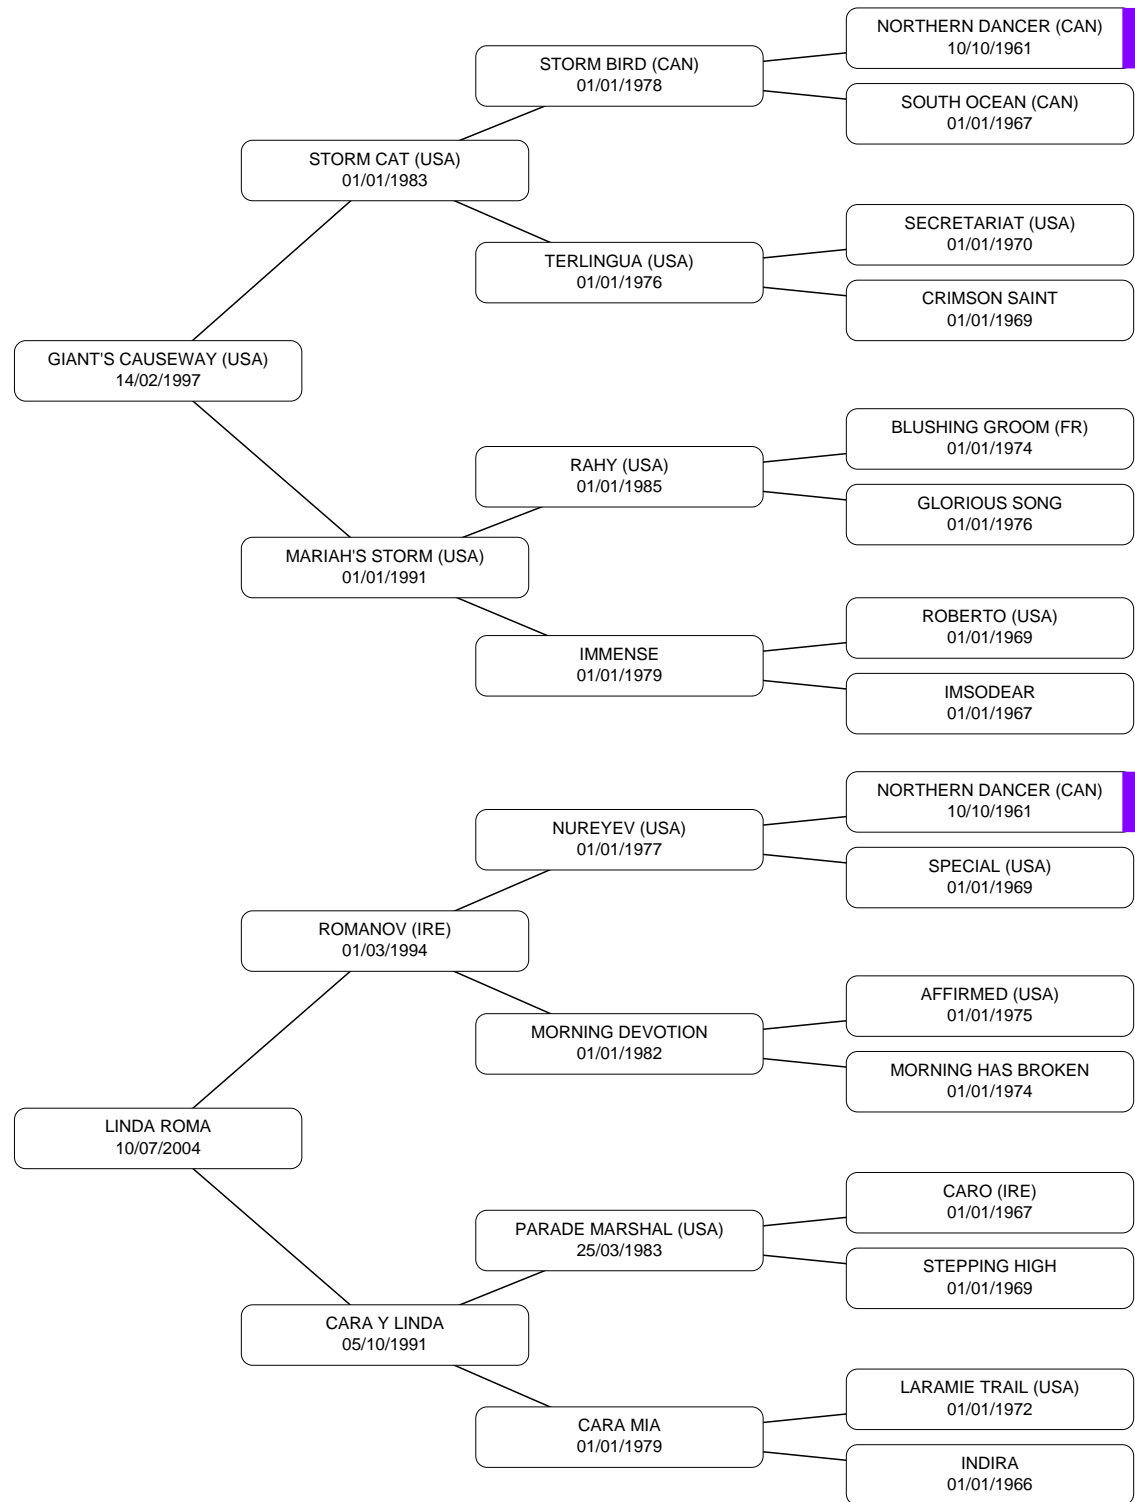 NORTHERN DANCER (CAN)
10/10/1961
STORM BIRD (CAN)
01/01/1978
SOUTH OCEAN (CAN)
01/01/1967
STORM CAT (USA)
01/01/1983
SECRETARIAT (USA)
01/01/1970
TERLINGUA (USA)
01/01/1976
CRIMSON SAINT
01/01/1969
GIANT'S CAUSEWAY (USA)
14/02/1997
BLUSHING GROOM (FR)
01/01/1974
RAHY (USA)
01/01/1985
GLORIOUS SONG
01/01/1976
MARIAH'S STORM (USA)
01/01/1991
ROBERTO (USA)
01/01/1969
IMMENSE
01/01/1979
IMSODEAR
01/01/1967
NORTHERN DANCER (CAN)
10/10/1961
NUREYEV (USA)
01/01/1977
SPECIAL (USA)
01/01/1969
ROMANOV (IRE)
01/03/1994
AFFIRMED (USA)
01/01/1975
MORNING DEVOTION
01/01/1982
MORNING HAS BROKEN
01/01/1974
LINDA ROMA
10/07/2004
CARO (IRE)
01/01/1967
PARADE MARSHAL (USA)
25/03/1983
STEPPING HIGH
01/01/1969
CARA Y LINDA
05/10/1991
LARAMIE TRAIL (USA)
01/01/1972
CARA MIA
01/01/1979
INDIRA
01/01/1966